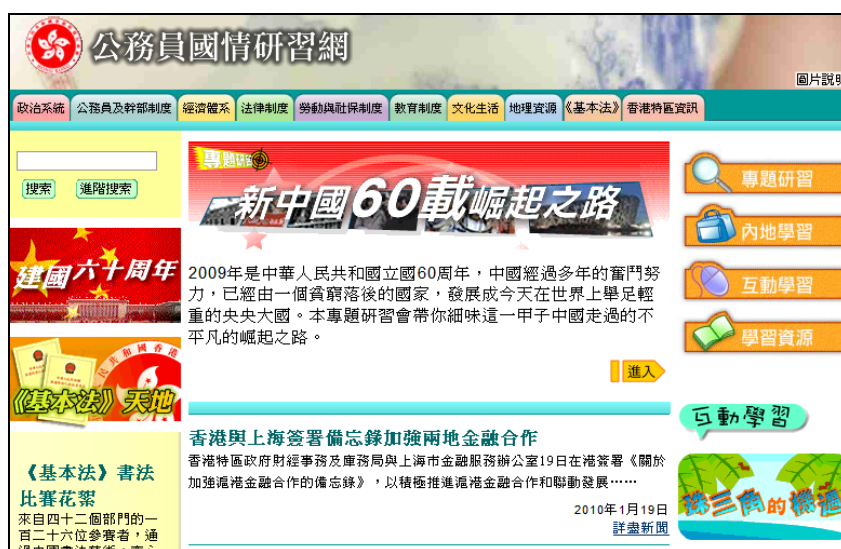 公務員國情研習網
圖片說明
政治系統 公務員及幹部制度 經濟體系 法律制度 勞動與社保制度 教育制度 文化生活 地理資源 《基本法》 香港特區資訊
搜索 進階搜索
建國六十周年
《基本法》天地
《基本法》書法
比賽花絮
來自四十二個部門的一
百二十六位參賽者，通
專題研習
新中國60載崛起之路
2009年是中華人民共和國立國60周年，中國經過多年的奮鬥努
力，已經由一個貧窮落後的國家，發展成今天在世界上舉足輕
重的央央大國。本專題研習會帶你細味這一甲子中國走過的不
平凡的崛起之路。
進入
香港與上海簽署備忘錄加強兩地金融合作
香港特區政府財經事務及庫務局與上海市金融服務辦公室19日在港簽署《關於
加強滬港金融合作的備忘錄》，以積極推進滬港金融合作和聯動發展……
2010年1月19日
詳盡新聞
專題研習
內地學習
互動學習
學習資源
互動學習
珠三角的機遇